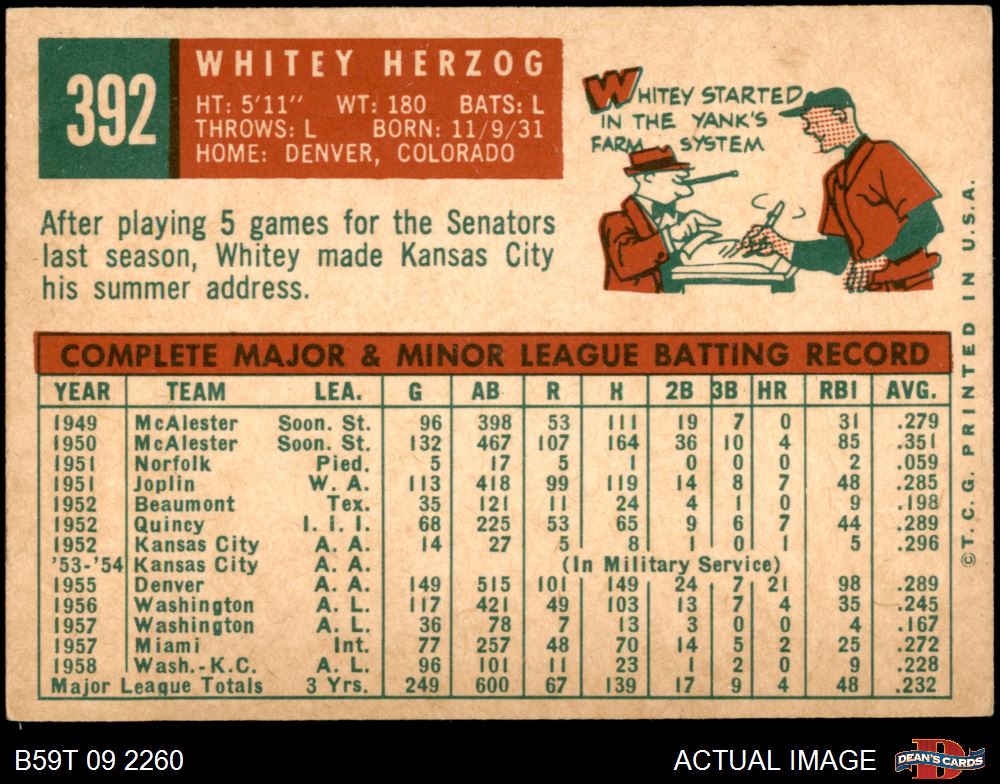 392
WHITEY HERZOG
HT: 5'11" WT: 180 BATS: L
THROWS: L BORN: 11/9/31
HOME: DENVER, COLORADO
WHITEY STARTED
IN THE YANK'S
FARM SYSTEM
After playing 5 games for the Senators
last season, Whitey made Kansas City
his summer address.
COMPLETE MAJOR & MINOR LEAGUE BATTING RECORD
YEAR TEAM LEA. G AB R H 2B 3B HR RBI AVG.
1949 McAlester Soon. St. 96 398 53 111 19 7 0 31 .279
1950 McAlester Soon. St. 132 467 107 164 36 10 4 85 .351
1951 Norfolk Pied. 5 17 5 1 0 0 0 2 .059
1951 Joplin W. A. 113 418 99 119 14 8 7 48 .285
1952 Beaumont Tex. 35 121 11 24 4 1 0 9 .198
1952 Quincy I. I. I. 68 225 53 65 9 6 7 44 .289
1952 Kansas City A. A. 14 27 5 8 1 0 1 5 .296
'53-'54 Kansas City A. A. (In Military Service)
1955 Denver A. A. 149 515 101 149 24 7 21 98 .289
1956 Washington A. L. 117 421 49 103 13 7 4 35 .245
1957 Washington A. L. 36 78 7 13 3 0 0 4 .167
1957 Miami Int. 77 257 48 70 14 5 2 25 .272
1958 Wash.-K.C. A. L. 96 101 11 23 1 2 0 9 .228
Major League Totals 3 Yrs. 249 600 67 139 17 9 4 48 .232
©T. C. G. PRINTED IN U.S.A.
B59T 09 2260
ACTUAL IMAGE
DEAN'S CARDS